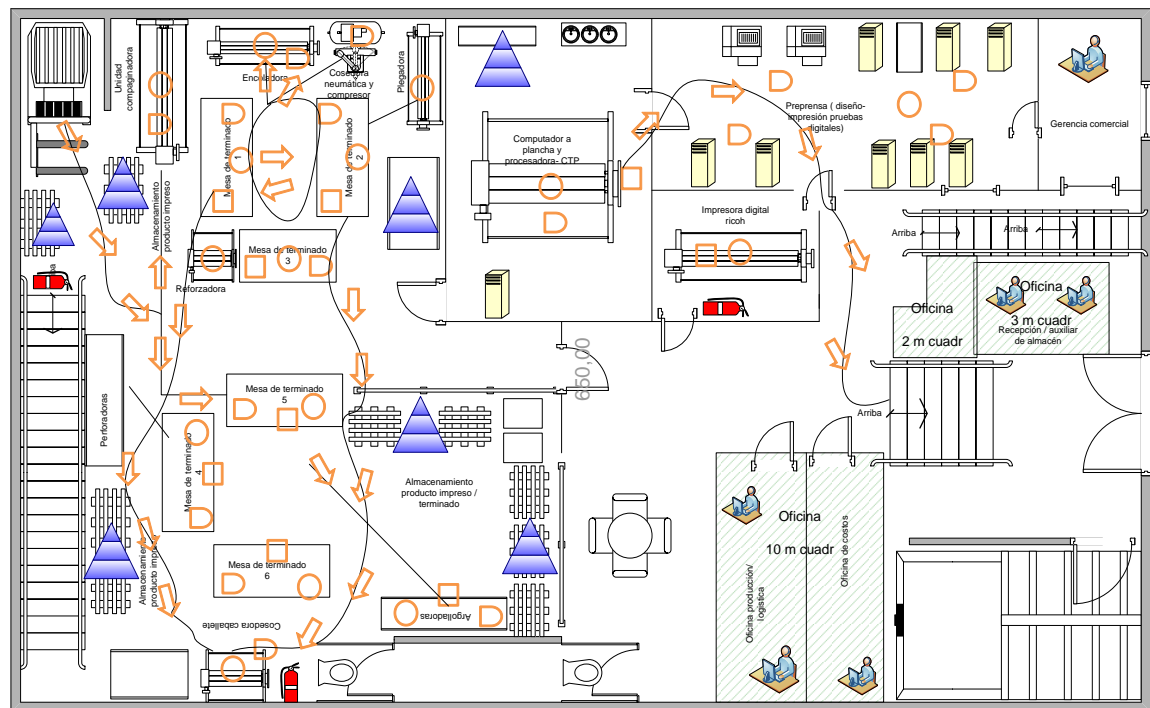 Unidad
compaginadora
Encoladora
Cosedora
neumática y
compresor
Plegadora
Mesa de terminado
1
Mesa de terminado
2
Computador a
plancha y
procesadora- CTP
Preprensa ( diseño-
impresión pruebas
digitales)
Gerencia comercial
Almacenamiento
producto impreso
Reforzadora
Mesa de terminado
3
Impresora digital
ricoh
Arriba
Arriba
Oficina
2 m cuadr
Oficina
3 m cuadr
Recepción / auxiliar
de almacén
650,00
Perforadoras
Mesa de terminado
5
Mesa de terminado
4
Arriba
Almacenamiento
producto impreso /
terminado
Almacenamiento
producto impreso
Mesa de terminado
6
Oficina
10 m cuadr
Oficina producción/
logística
Oficina de costos
Argolladoras
Cosedora caballete